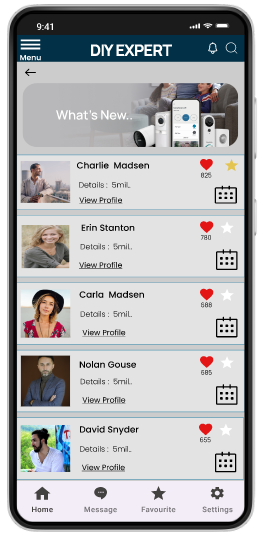 9:41
DIY EXPERT
Menu
What's New..
Charlie Madsen
825
Details : 5mil.
View Profile
Erin Stanton
780
Details : 5mil.
View Profile
Carla Madsen
688
Details : 5mil.
View Profile
Nolan Gouse
685
Details : 5mil.
View Profile
David Snyder
655
Details : 5mil.
View Profile
Home Message Favourite Settings